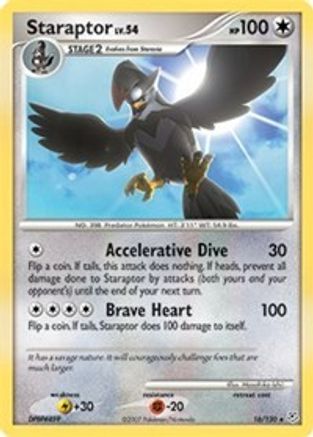 Staraptor LV.54 HP100
STAGE 2 Evolves from Staravia
NO. 398 Predator Pokémon HT: 3'11" WT: 54.9 lbs.
Accelerative Dive 30
Flip a coin. If tails, this attack does nothing. If heads, prevent all
damage done to Staraptor by attacks (both yours and your
opponent's) until the end of your next turn.
Brave Heart 100
Flip a coin. If tails, Staraptor does 100 damage to itself.
It has a savage nature. It will courageously challenge foes that
are much larger.
Illus.
weakness resistance
+30 -20
©2007 Pokémon/Nintendo 16/130